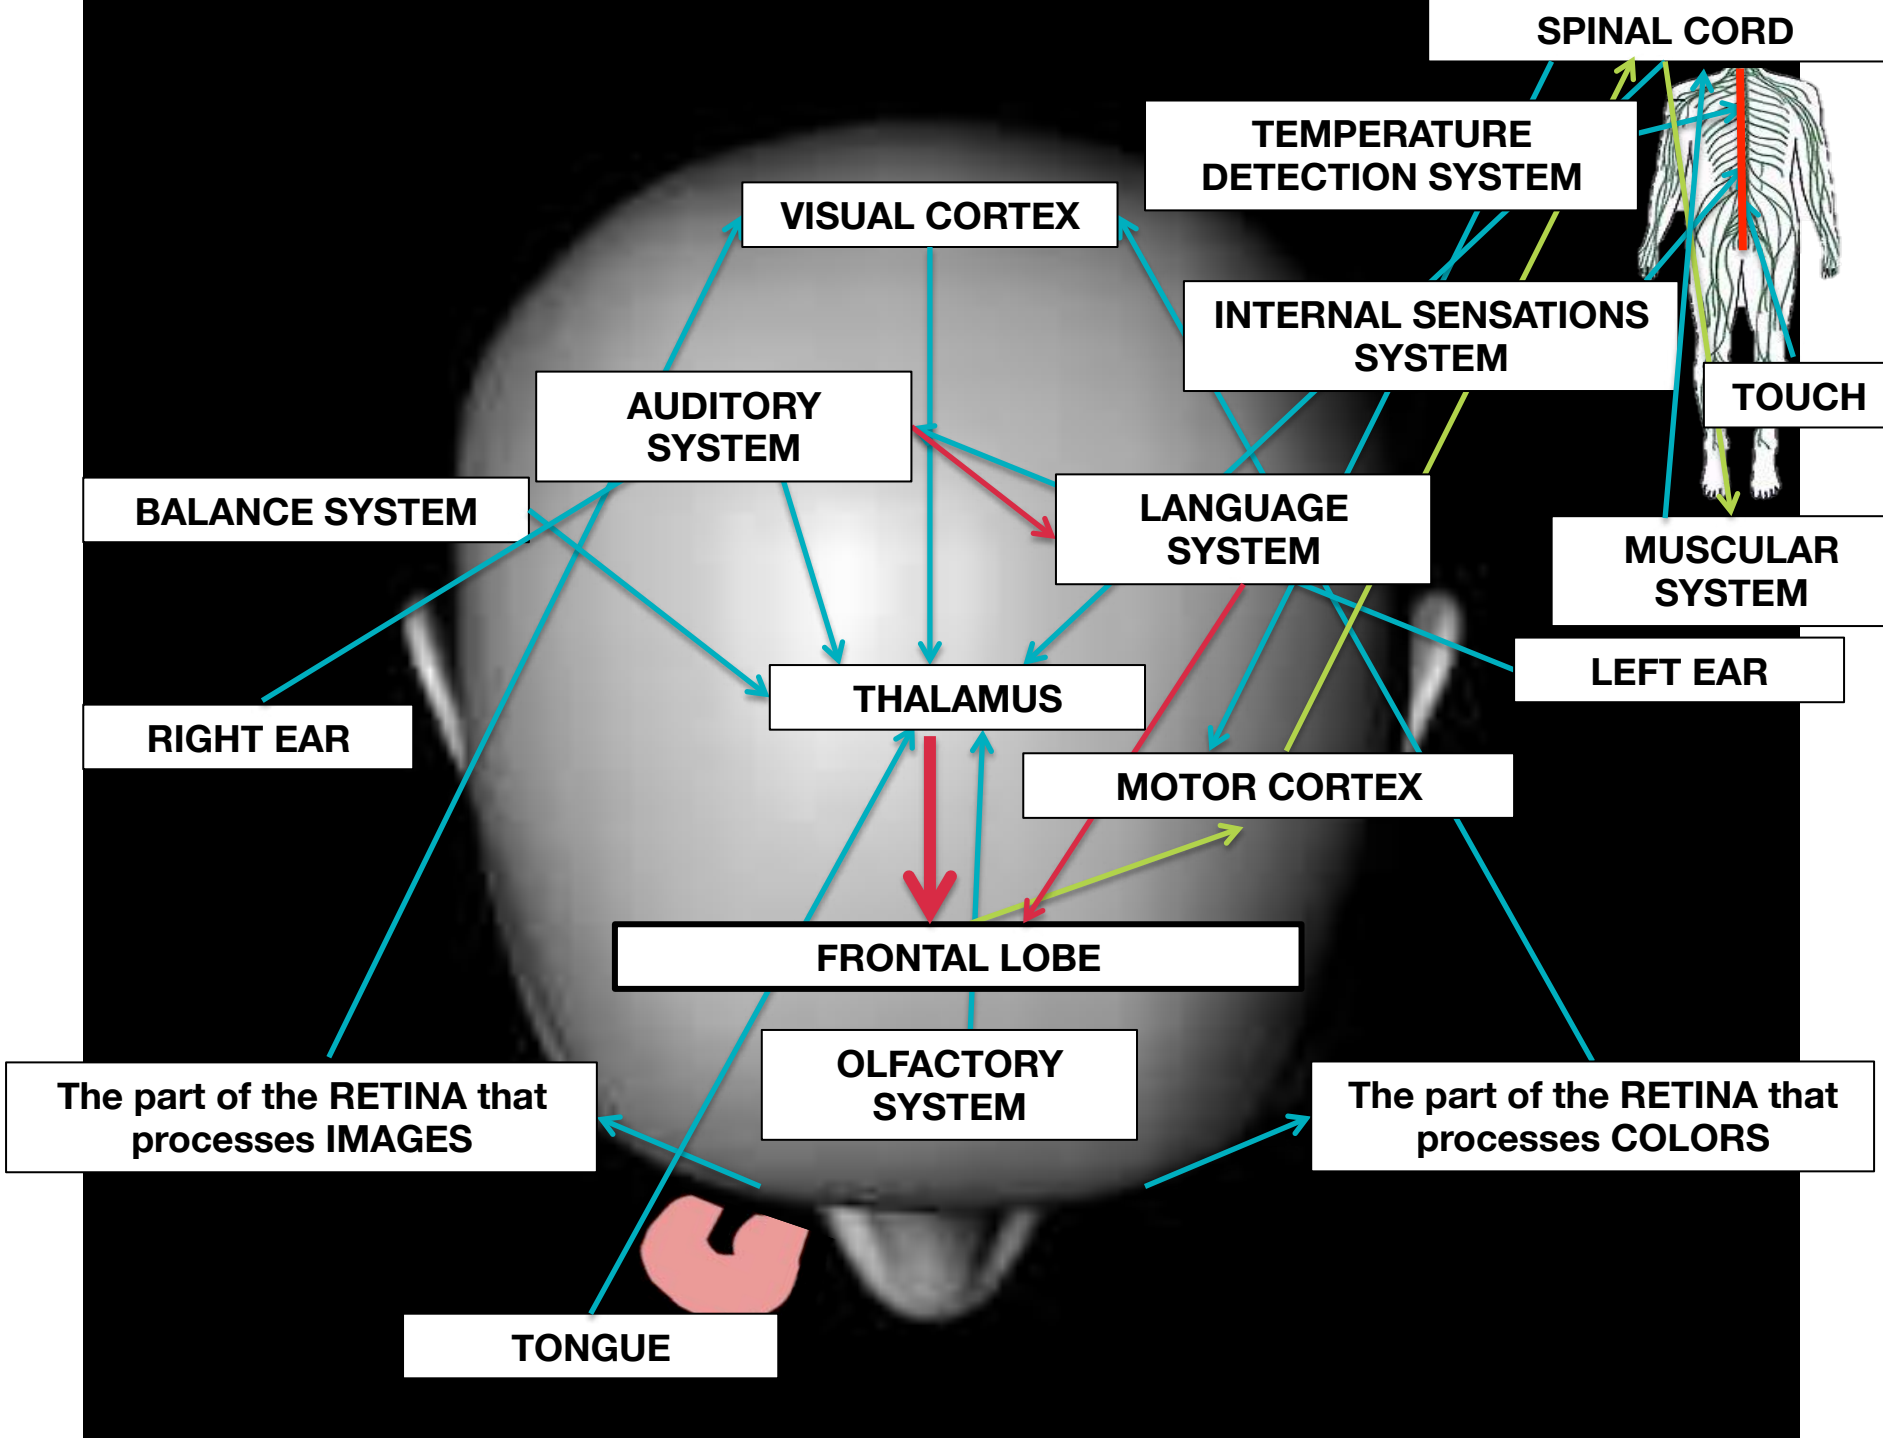 SPINAL CORD
TEMPERATURE
DETECTION SYSTEM
VISUAL CORTEX
INTERNAL SENSATIONS
SYSTEM
TOUCH
AUDITORY
SYSTEM
BALANCE SYSTEM
LANGUAGE
SYSTEM
MUSCULAR
SYSTEM
LEFT EAR
THALAMUS
RIGHT EAR
MOTOR CORTEX
FRONTAL LOBE
OLFACTORY
SYSTEM
The part of the RETINA that
processes IMAGES
The part of the RETINA that
processes COLORS
TONGUE